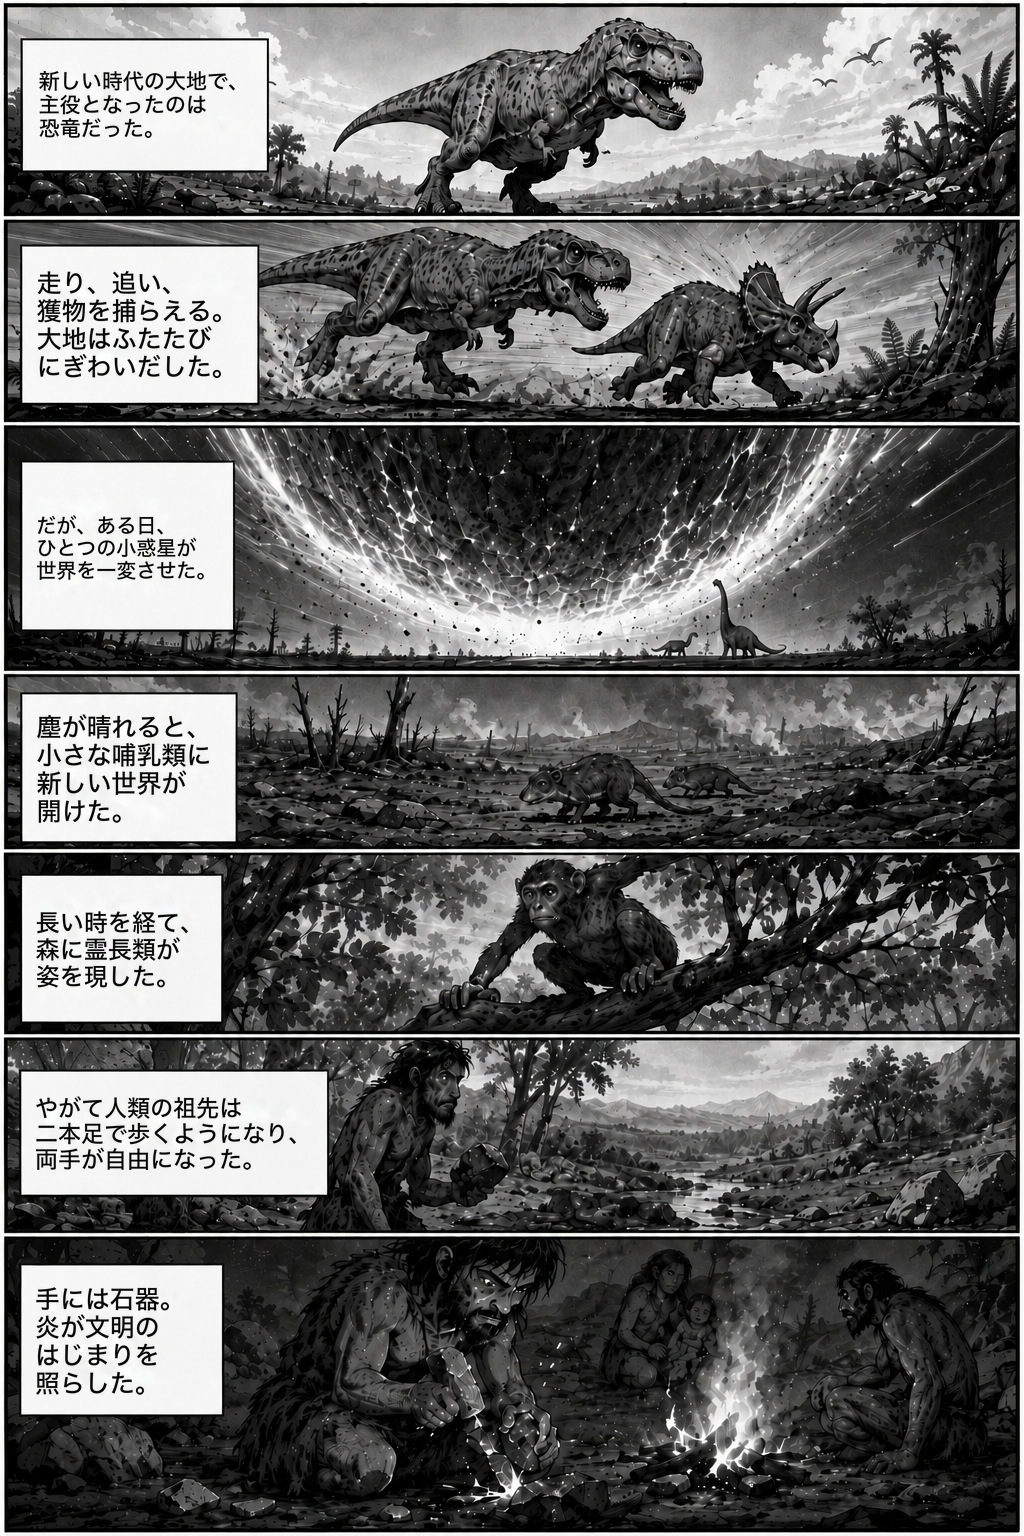 新しい時代の大地で、
主役となったのは
恐竜だった。
走り、追い、
獲物を捕らえる。
大地はふたたび
にぎわいだした。
だが、ある日、
ひとつの小惑星が
世界を一変させた。
塵が晴れると、
小さな哺乳類に
新しい世界が
開けた。
長い時を経て、
森に霊長類が
姿を現した。
やがて人類の祖先は
二本足で歩くようになり、
両手が自由になった。
手には石器。
炎が文明の
はじまりを
照らした。